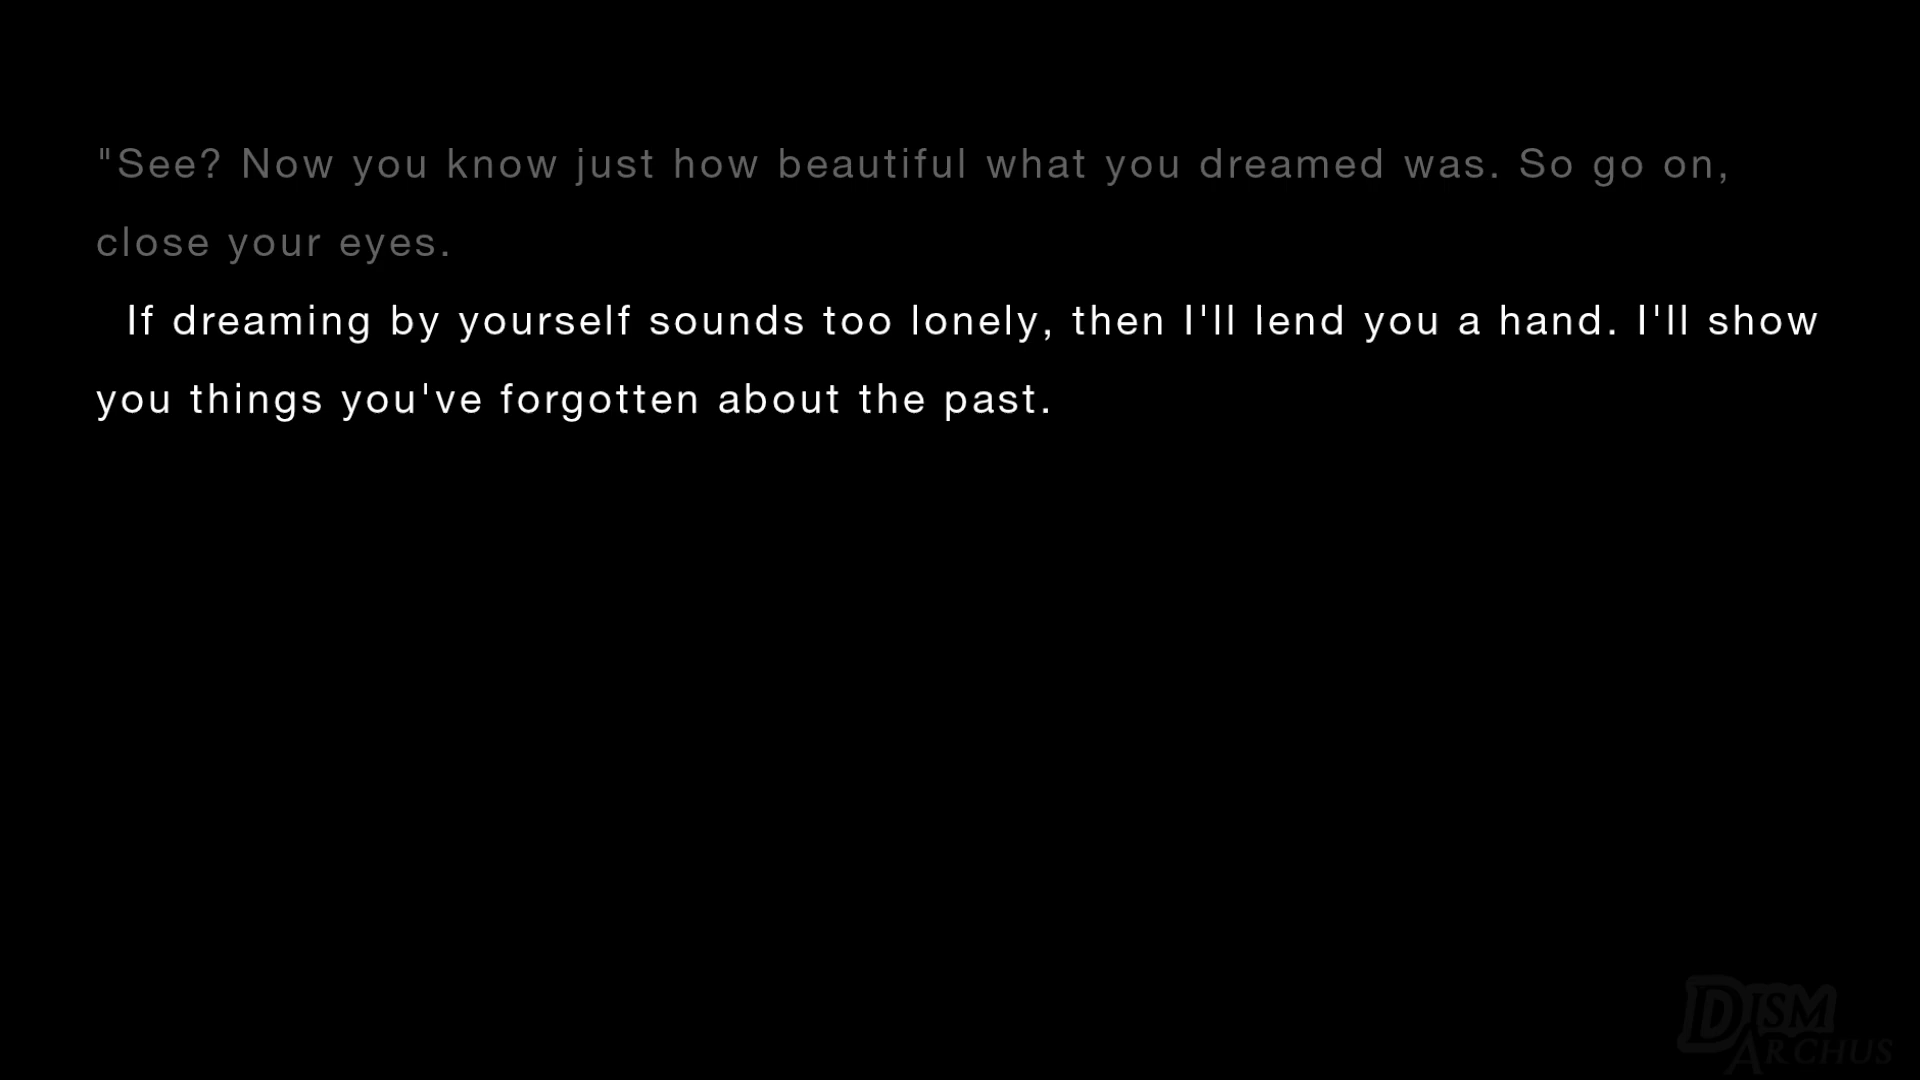 "See? Now you know just how beautiful what you dreamed was. So go on,
close your eyes.
If dreaming by yourself sounds too lonely, then I'll lend you a hand. I'll show
you things you've forgotten about the past.
DISM
ARCHUS